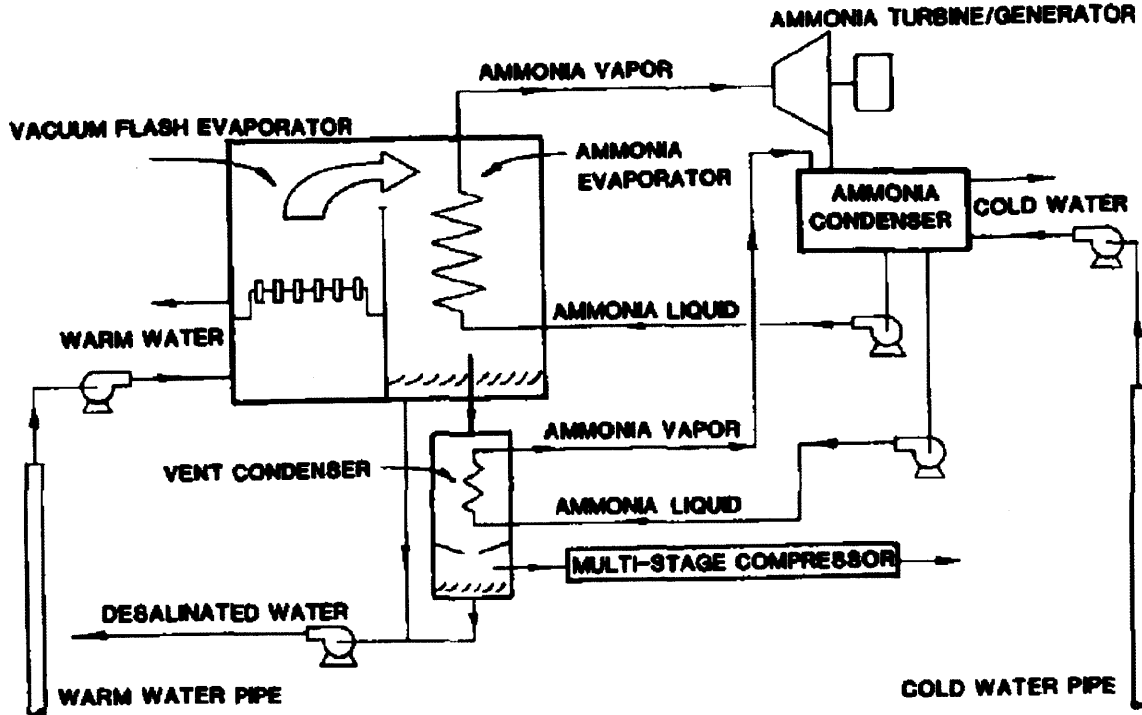 AMMONIA TURBINE/GENERATOR
AMMONIA VAPOR
VACUUM FLASH EVAPORATOR
AMMONIA
EVAPORATOR
AMMONIA
CONDENSER
COLD WATER
AMMONIA LIQUID
WARM WATER
AMMONIA VAPOR
VENT CONDENSER
AMMONIA LIQUID
MULTI-STAGE COMPRESSOR
DESALINATED WATER
WARM WATER PIPE
COLD WATER PIPE